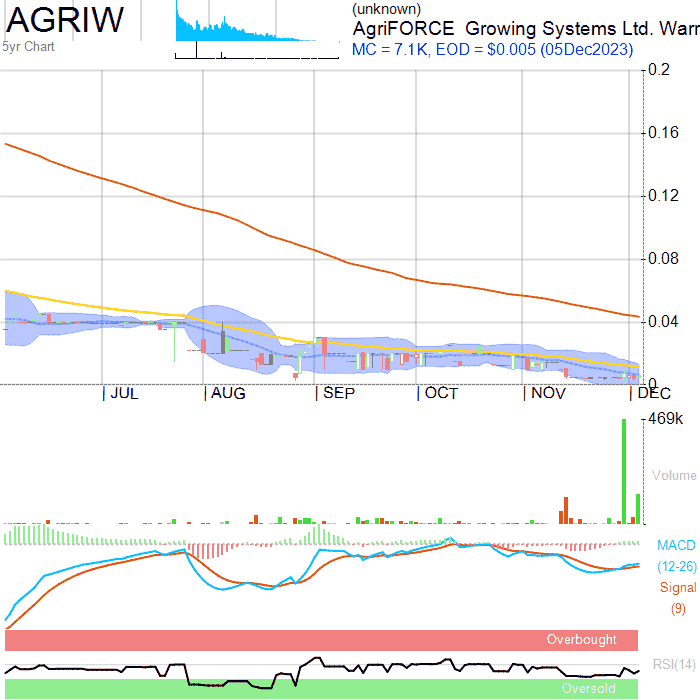 AGRIW
5yr Chart
(unknown)
AgriFORCE Growing Systems Ltd. Warr
MC = 7.1K, EOD = $0.005 (05Dec2023)
0.2
0.16
0.12
0.08
0.04
0
JUL AUG SEP OCT NOV DEC
469k
Volume
MACD
(12-26)
Signal
(9)
Overbought
RSI(14)
Oversold